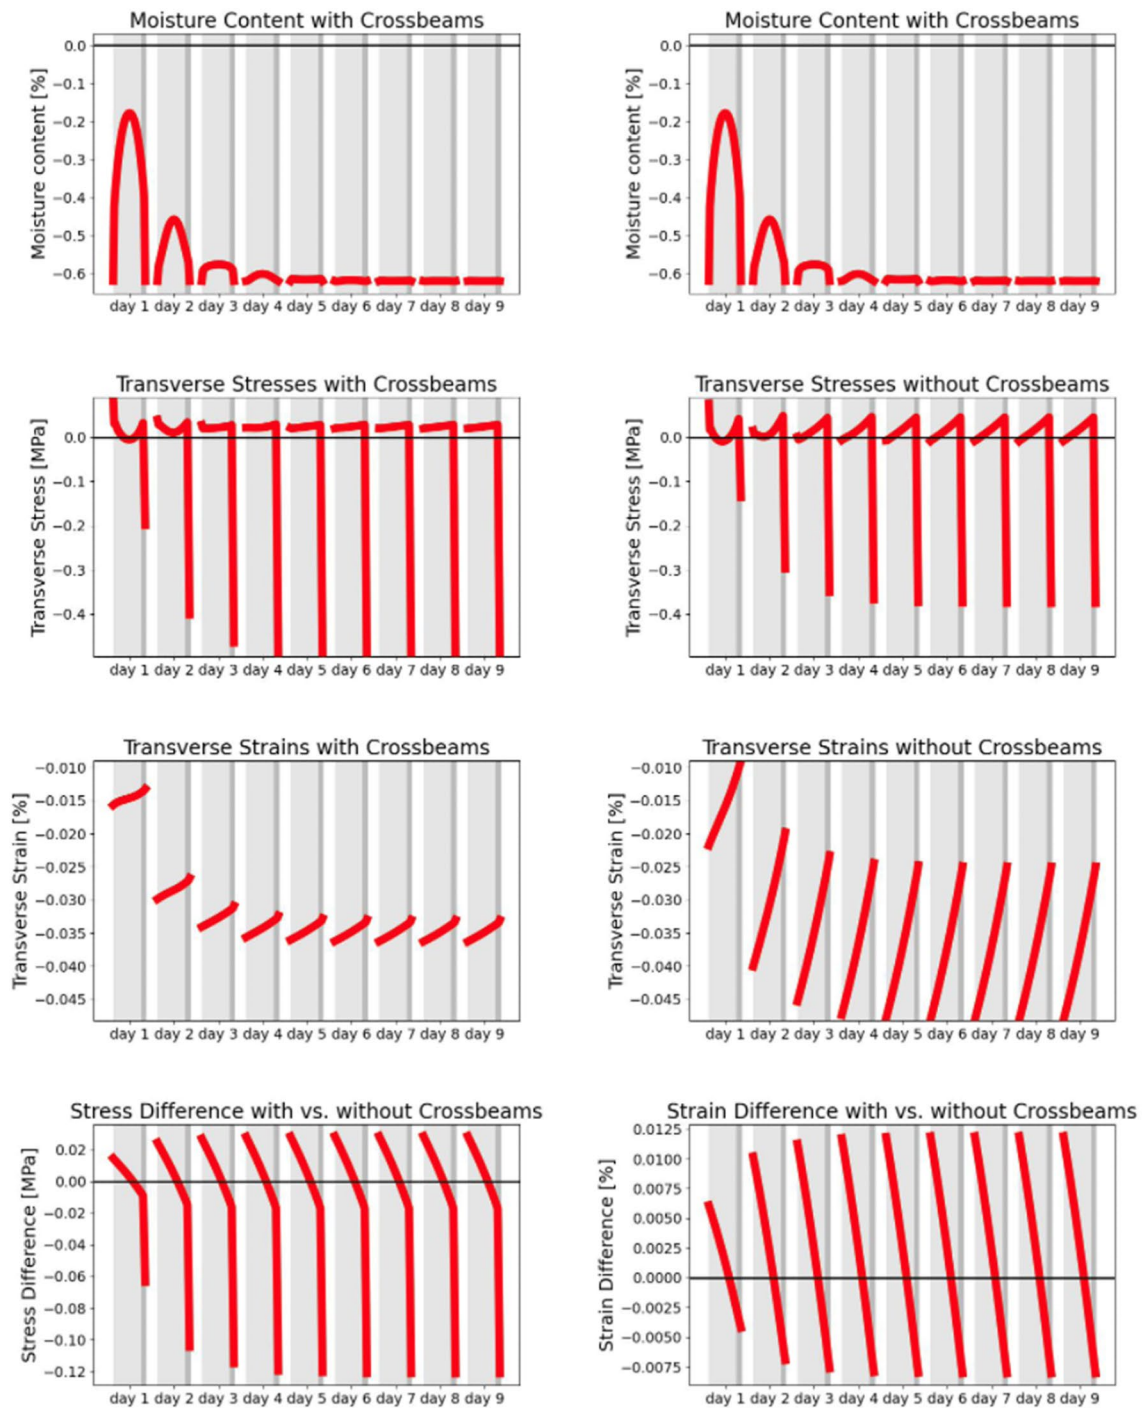 Moisture Content with Crossbeams
Moisture content [%]
0.0
−0.1
−0.2
−0.3
−0.4
−0.5
−0.6
day 1 day 2 day 3 day 4 day 5 day 6 day 7 day 8 day 9
Moisture Content with Crossbeams
Moisture content [%]
0.0
−0.1
−0.2
−0.3
−0.4
−0.5
−0.6
day 1 day 2 day 3 day 4 day 5 day 6 day 7 day 8 day 9
Transverse Stresses with Crossbeams
Transverse Stress [MPa]
0.0
−0.1
−0.2
−0.3
−0.4
day 1 day 2 day 3 day 4 day 5 day 6 day 7 day 8 day 9
Transverse Stresses without Crossbeams
Transverse Stress [MPa]
0.0
−0.1
−0.2
−0.3
−0.4
day 1 day 2 day 3 day 4 day 5 day 6 day 7 day 8 day 9
Transverse Strains with Crossbeams
Transverse Strain [%]
−0.010
−0.015
−0.020
−0.025
−0.030
−0.035
−0.040
−0.045
day 1 day 2 day 3 day 4 day 5 day 6 day 7 day 8 day 9
Transverse Strains without Crossbeams
Transverse Strain [%]
−0.010
−0.015
−0.020
−0.025
−0.030
−0.035
−0.040
−0.045
day 1 day 2 day 3 day 4 day 5 day 6 day 7 day 8 day 9
Stress Difference with vs. without Crossbeams
Stress Difference [MPa]
0.02
0.00
−0.02
−0.04
−0.06
−0.08
−0.10
−0.12
day 1 day 2 day 3 day 4 day 5 day 6 day 7 day 8 day 9
Strain Difference with vs. without Crossbeams
Strain Difference [%]
0.0125
0.0100
0.0075
0.0050
0.0025
0.0000
−0.0025
−0.0050
−0.0075
day 1 day 2 day 3 day 4 day 5 day 6 day 7 day 8 day 9